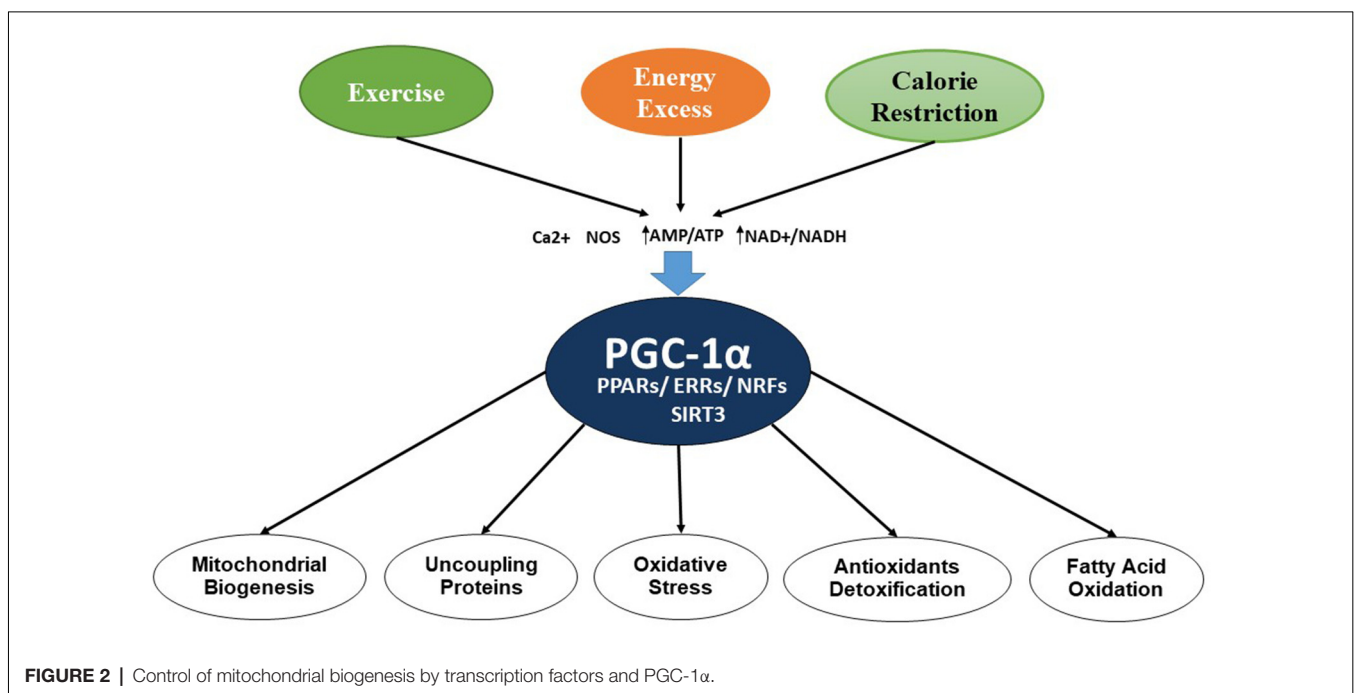 Exercise
Energy
Excess
Calorie
Restriction
Ca2+ NOS ↑AMP/ATP ↑NAD+/NADH
PGC-1α
PPARs/ ERRs/ NRFs
SIRT3
Mitochondrial
Biogenesis
Uncoupling
Proteins
Oxidative
Stress
Antioxidants
Detoxification
Fatty Acid
Oxidation
FIGURE 2 | Control of mitochondrial biogenesis by transcription factors and PGC-1α.